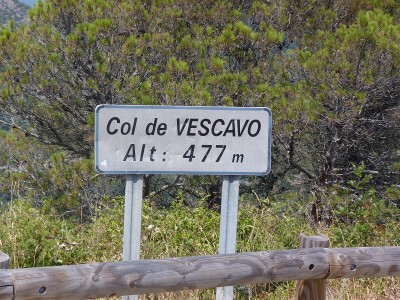 Col de VESCAVO
Alt: 477 m